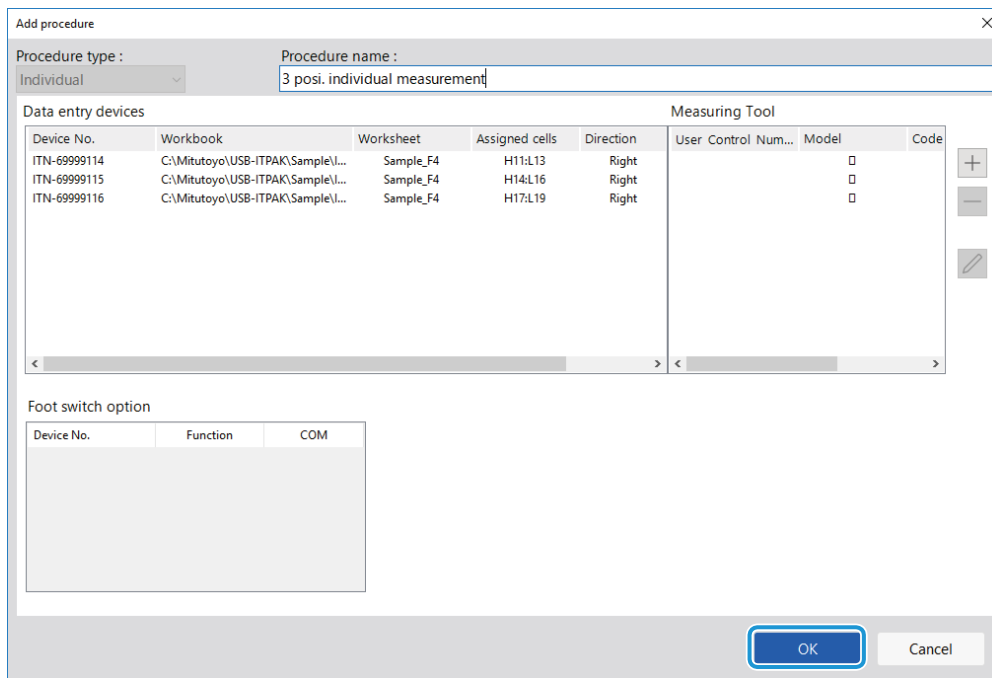 Add procedure
Procedure type :
Procedure name :
Individual
3 posi. individual measurement
Data entry devices
Measuring Tool
Device No. Workbook Worksheet Assigned cells Direction
User Control Num... Model Code
ITN-69999114 C:\Mitutoyo\USB-ITPAK\Sample\I... Sample_F4 H11:L13 Right
ITN-69999115 C:\Mitutoyo\USB-ITPAK\Sample\I... Sample_F4 H14:L16 Right
ITN-69999116 C:\Mitutoyo\USB-ITPAK\Sample\I... Sample_F4 H17:L19 Right
Foot switch option
Device No. Function COM
OK
Cancel